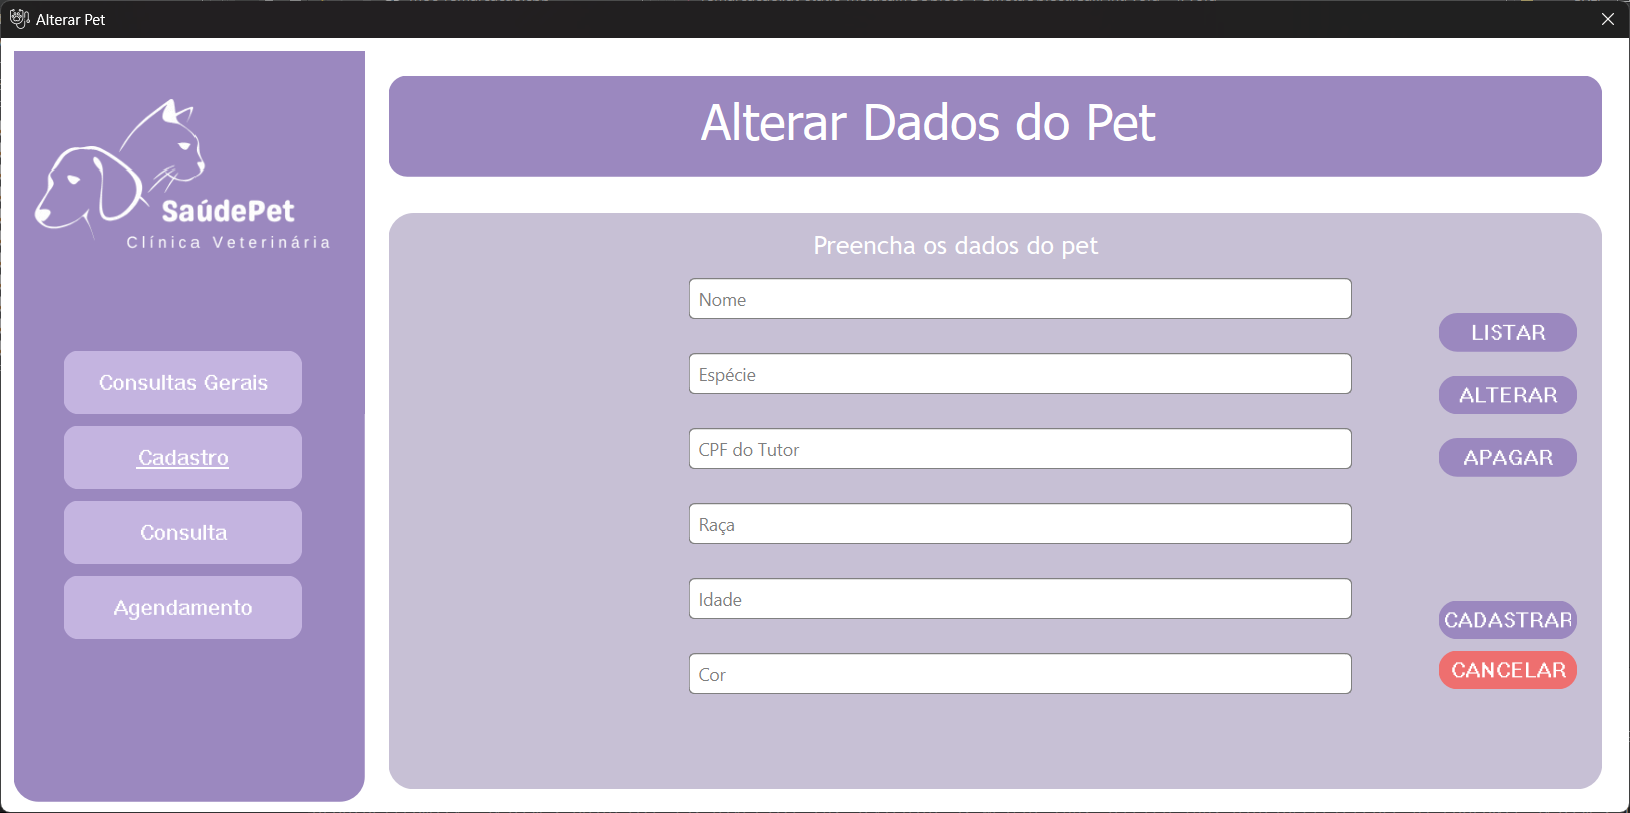 Alterar Pet
SaúdePet
Clínica Veterinária
Consultas Gerais
Cadastro
Consulta
Agendamento
Alterar Dados do Pet
Preencha os dados do pet
Nome
Espécie
CPF do Tutor
Raça
Idade
Cor
LISTAR
ALTERAR
APAGAR
CADASTRAR
CANCELAR